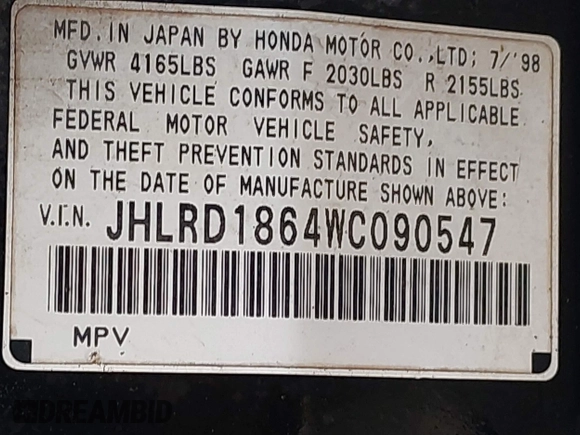 MFD. IN JAPAN BY HONDA MOTOR CO.,LTD; 7/'98
GVWR 4165LBS GAWR F 2030LBS R 2155LBS
THIS VEHICLE CONFORMS TO ALL APPLICABLE
FEDERAL MOTOR VEHICLE SAFETY,
AND THEFT PREVENTION STANDARDS IN EFFECT
ON THE DATE OF MANUFACTURE SHOWN ABOVE:
V.I.N. JHLRD1864WC090547
MPV
DREAMBID